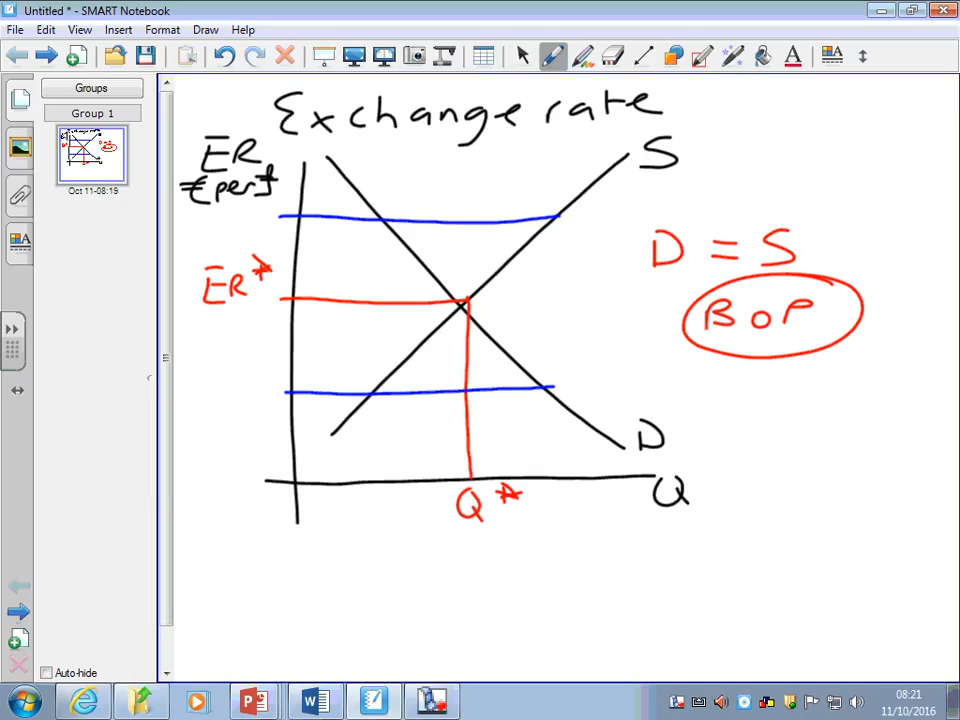 Untitled * - SMART Notebook
File Edit View Insert Format Draw Help
Groups
Group 1
Oct 11-08:19
Auto-hide
Exchange rate
ER
€ per £
S
ER*
D = S
BoP
D
Q
Q*
08:21
11/10/2016